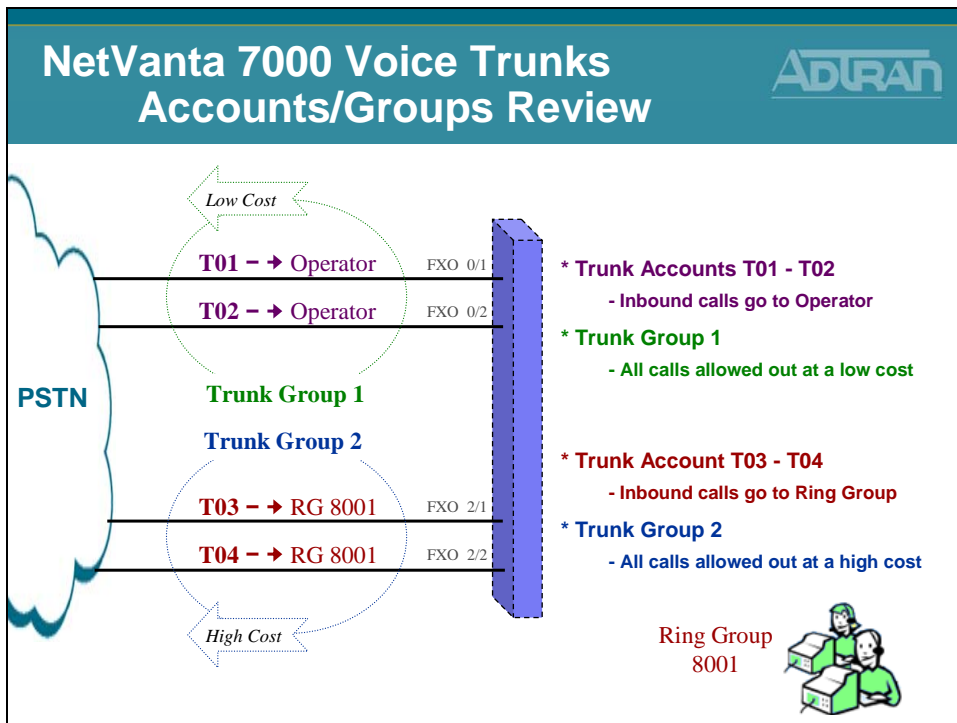 NetVanta 7000 Voice Trunks
Accounts/Groups Review
ADTRAN
Low Cost
T01 – → Operator
FXO 0/1
T02 – → Operator
FXO 0/2
Trunk Group 1
PSTN
Trunk Group 2
T03 – → RG 8001
FXO 2/1
T04 – → RG 8001
FXO 2/2
High Cost
* Trunk Accounts T01 - T02
- Inbound calls go to Operator
* Trunk Group 1
- All calls allowed out at a low cost
* Trunk Account T03 - T04
- Inbound calls go to Ring Group
* Trunk Group 2
- All calls allowed out at a high cost
Ring Group
8001